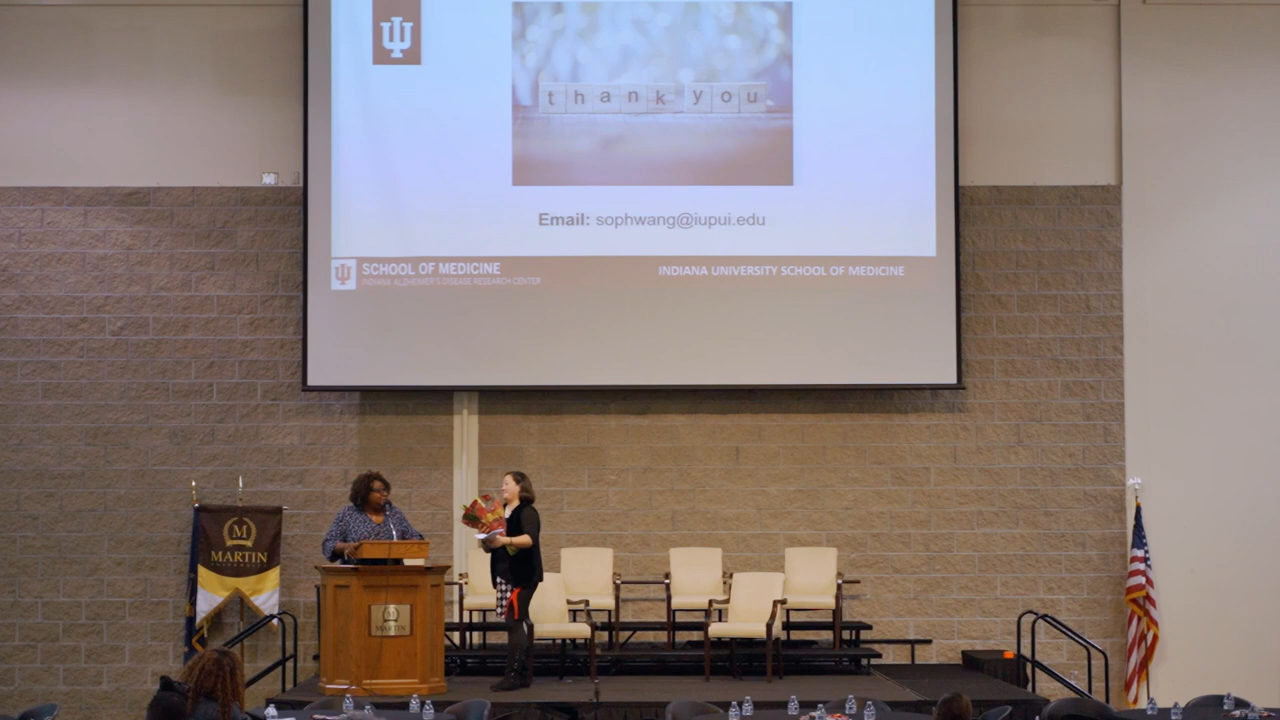 thank you
Email: sophwang@iupui.edu
SCHOOL OF MEDICINE
INDIANA ALZHEIMER'S DISEASE RESEARCH CENTER
INDIANA UNIVERSITY SCHOOL OF MEDICINE
M
MARTIN
UNIVERSITY
MARTIN